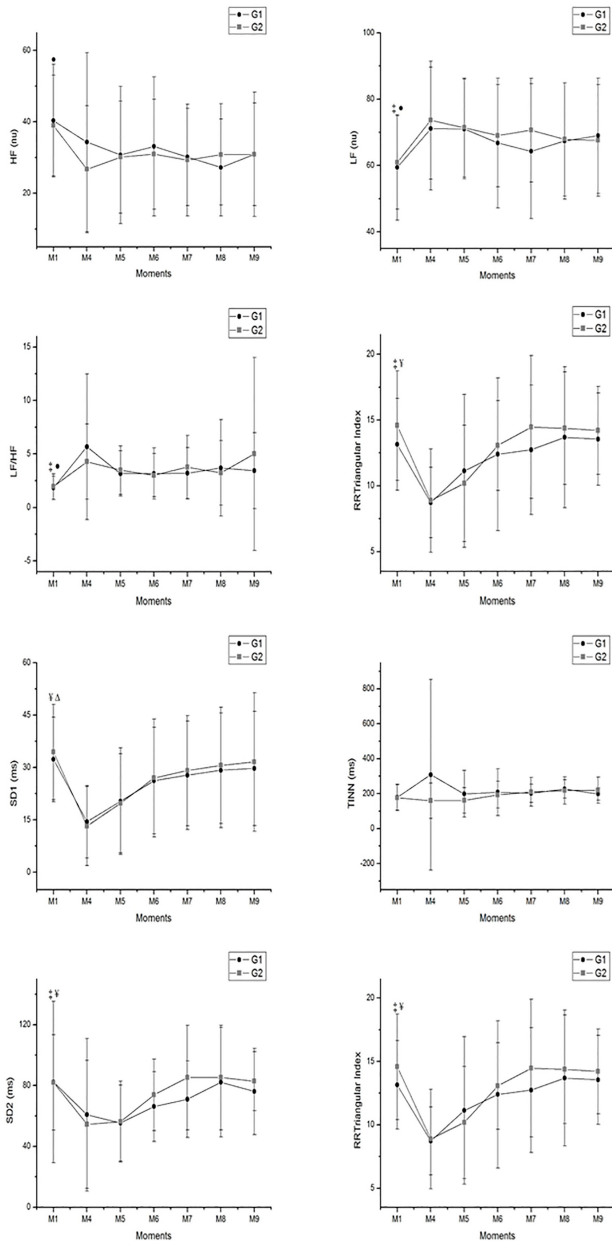 G1
G2
60
40
20
HF (nu)
M1 M4 M5 M6 M7 M8 M9
Moments
G1
G2
100
80
60
40
LF (nu)
‡
M1 M4 M5 M6 M7 M8 M9
Moments
G1
G2
15
10
5
0
-5
LF/HF
‡
M1 M4 M5 M6 M7 M8 M9
Moments
G1
G2
20
15
10
5
RRTriangular Index
‡ ¥
M1 M4 M5 M6 M7 M8 M9
Moments
G1
G2
60
45
30
15
0
SD1 (ms)
¥ Δ
M1 M4 M5 M6 M7 M8 M9
Moments
G1
G2
800
600
400
200
0
-200
TINN (ms)
M1 M4 M5 M6 M7 M8 M9
Moments
G1
G2
120
80
40
0
SD2 (ms)
‡ ¥
M1 M4 M5 M6 M7 M8 M9
Moments
G1
G2
20
15
10
5
RRTriangular Index
‡ ¥
M1 M4 M5 M6 M7 M8 M9
Moments